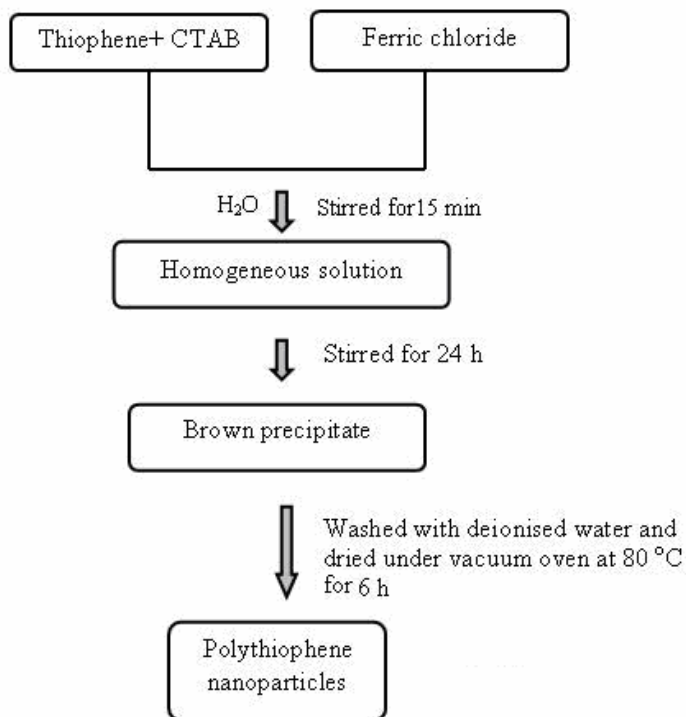 Thiophene+ CTAB
Ferric chloride
H₂O
Stirred for15 min
Homogeneous solution
Stirred for 24 h
Brown precipitate
Washed with deionised water and
dried under vacuum oven at 80 °C
for 6 h
Polythiophene
nanoparticles